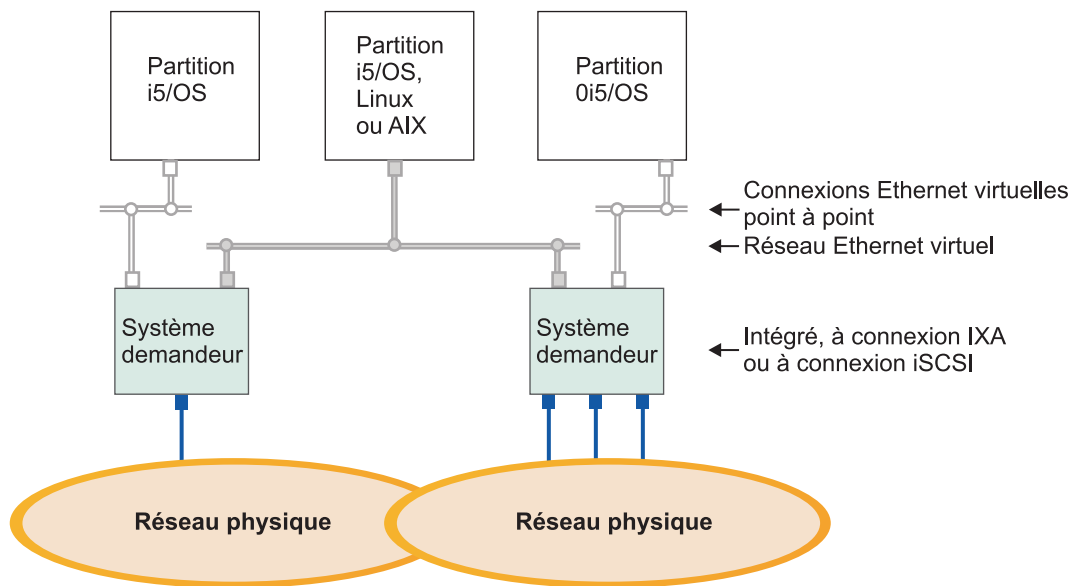 Partition
i5/OS
Partition
i5/OS,
Linux
ou AIX
Partition
0i5/OS
Connexions Ethernet virtuelles
point à point
Réseau Ethernet virtuel
Système
demandeur
Système
demandeur
Intégré, à connexion IXA
ou à connexion iSCSI
Réseau physique
Réseau physique